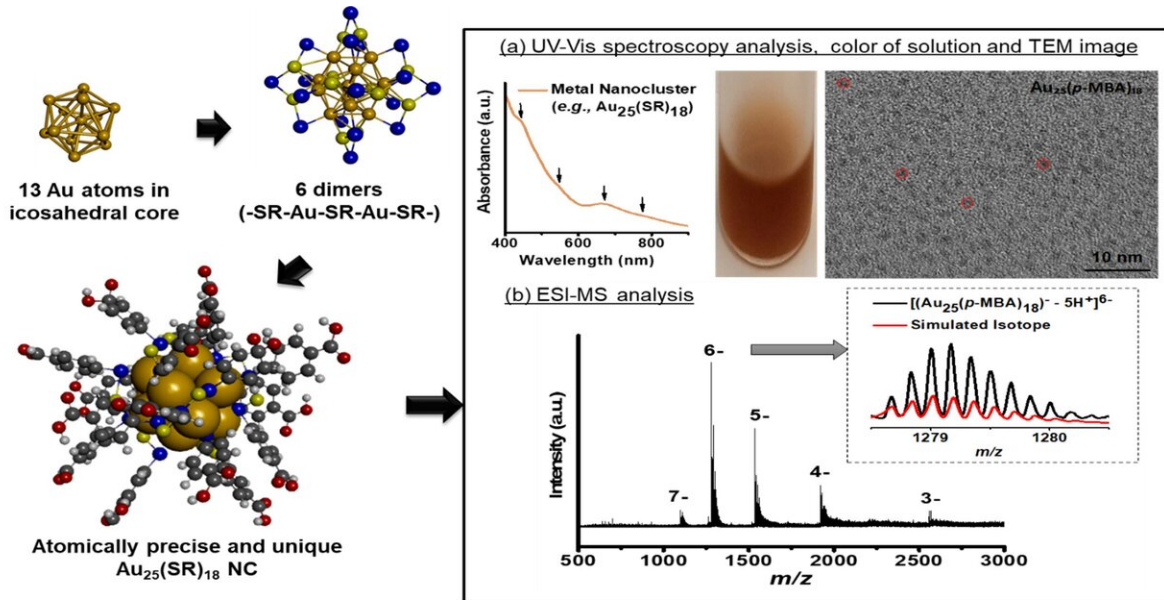 13 Au atoms in
icosahedral core
6 dimers
(-SR-Au-SR-Au-SR-)
Atomically precise and unique
Au₂₅(SR)₁₈ NC
(a) UV-Vis spectroscopy analysis, color of solution and TEM image
Metal Nanocluster
(e.g., Au₂₅(SR)₁₈)
Absorbance (a.u.)
400 600 800
Wavelength (nm)
Au₂₅(p-MBA)₁₈
10 nm
(b) ESI-MS analysis
[(Au₂₅(p-MBA)₁₈)⁻ - 5H⁺]⁶⁻
Simulated Isotope
1279 1280
m/z
7- 6- 5- 4- 3-
Intensity (a.u.)
500 1000 1500 2000 2500 3000
m/z